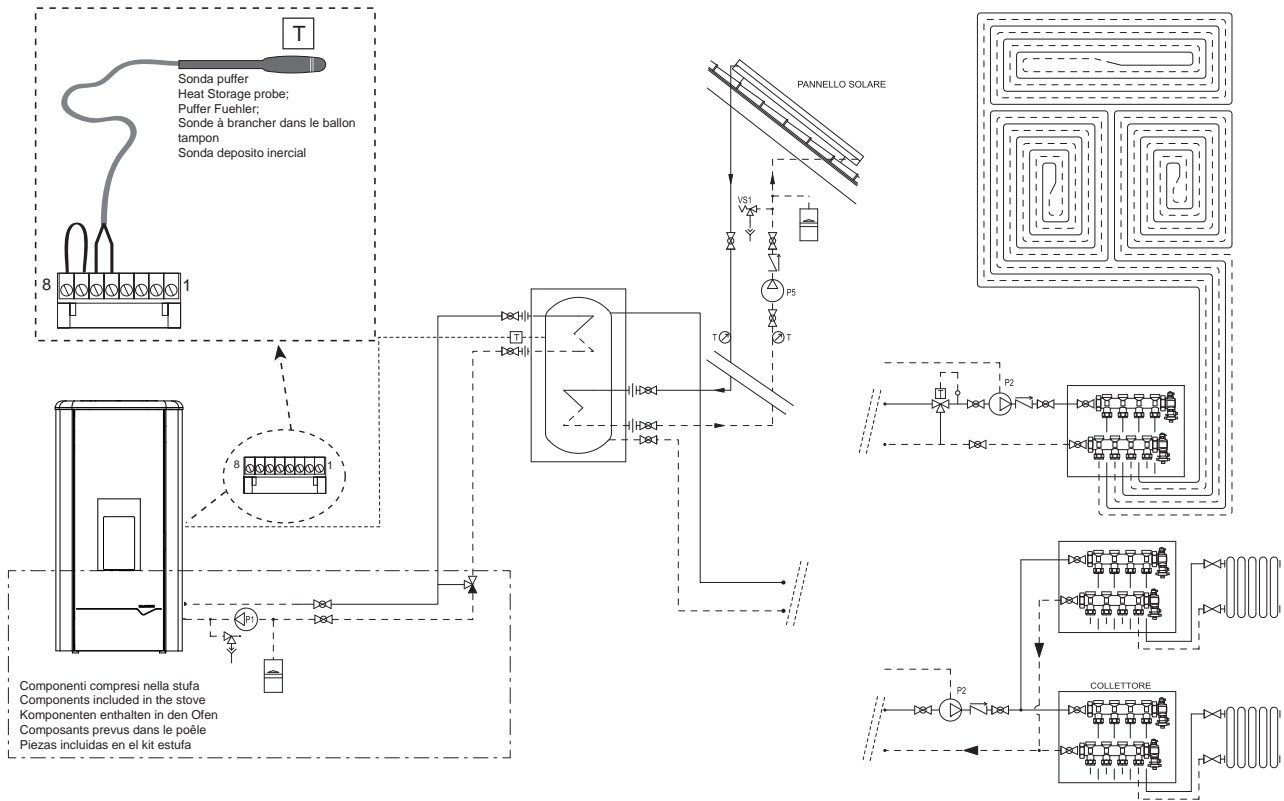 T
Sonda puffer
Heat Storage probe;
Puffer Fuehler;
Sonde à brancher dans le ballon
tampon
Sonda deposito inercial
8
1
PANNELLO SOLARE
VS1
P5
T
T
T
8
1
P1
Componenti compresi nella stufa
Components included in the stove
Komponenten enthalten in den Ofen
Composants prevus dans le poêle
Piezas incluidas en el kit estufa
T
P2
P2
COLLETTORE